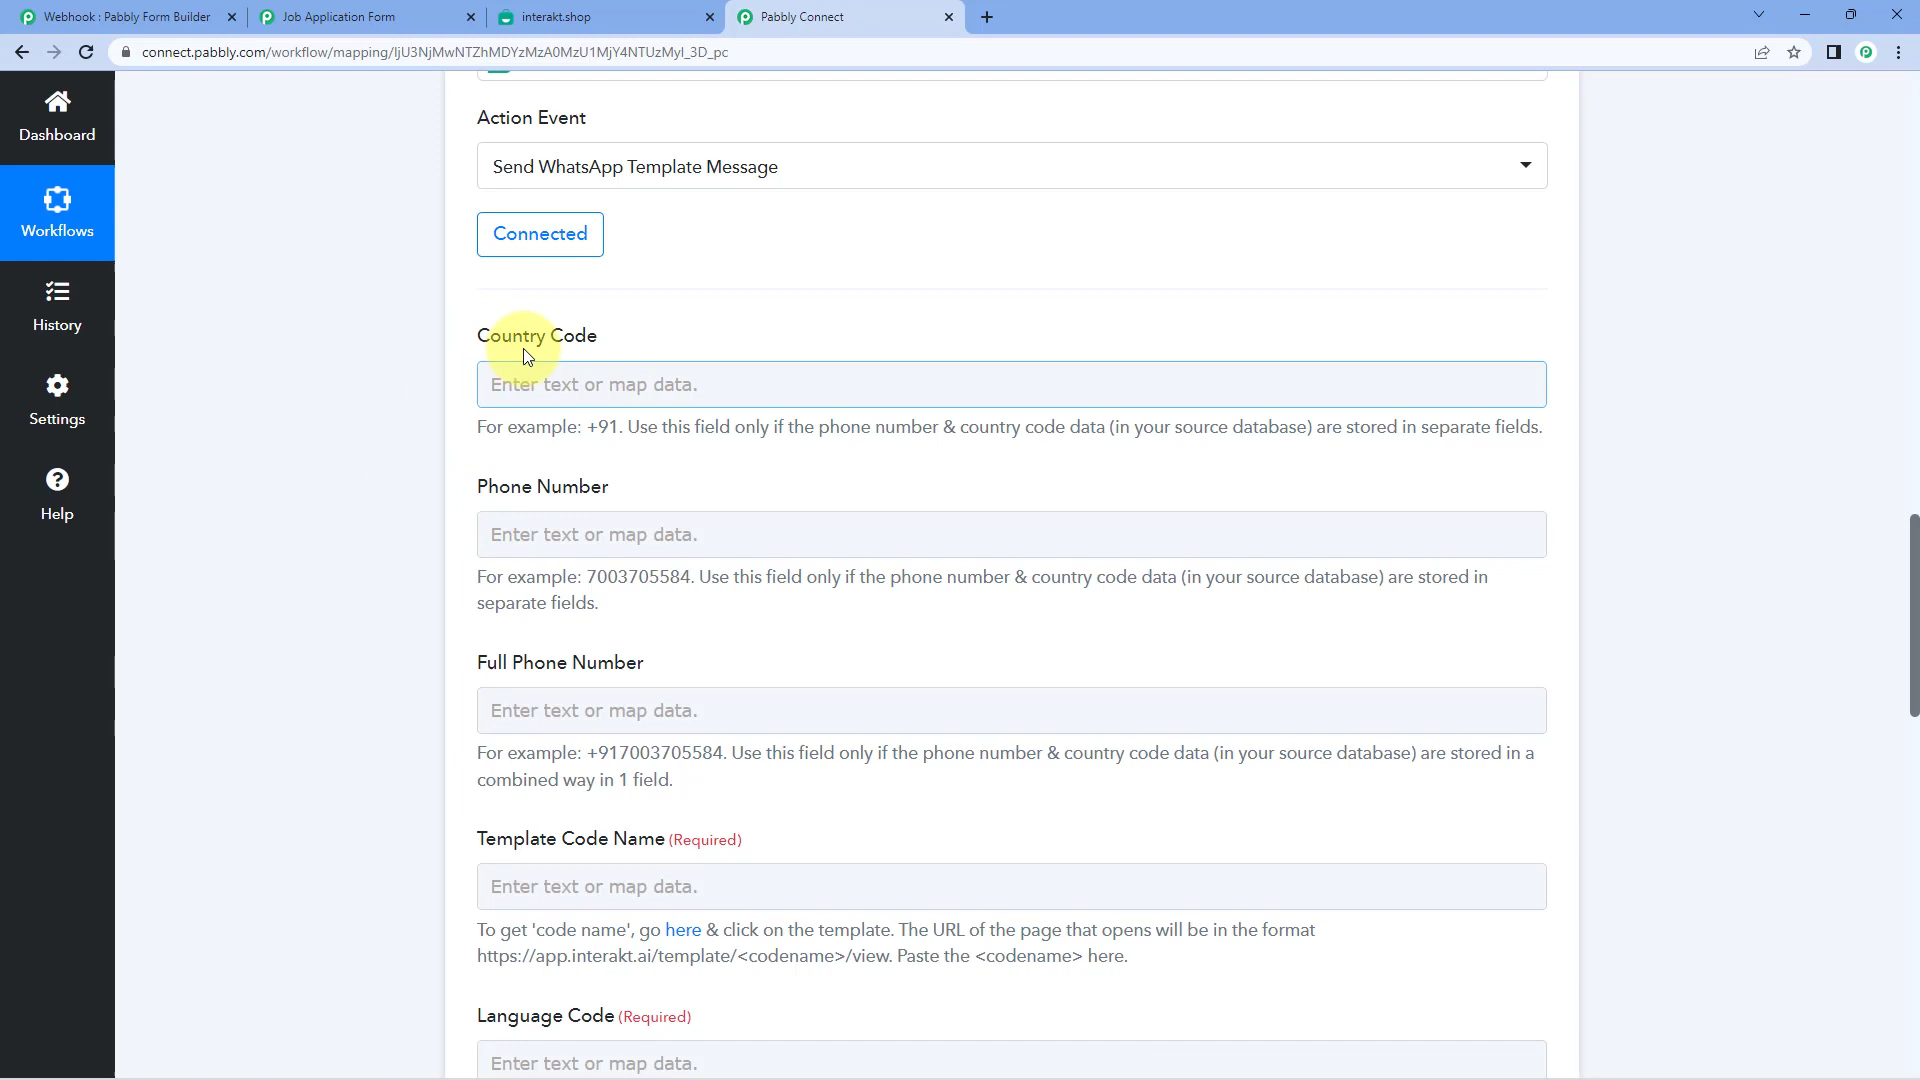 Webhook : Pabbly Form Builder
Job Application Form
interakt.shop
Pabbly Connect
connect.pabbly.com/workflow/mapping/IjU3NjMwNTZhMDYzMzA0MzU1MjY4NTUzMyI_3D_pc
Dashboard
Workflows
History
Settings
Help
Action Event
Send WhatsApp Template Message
Connected
Country Code
Enter text or map data.
For example: +91. Use this field only if the phone number & country code data (in your source database) are stored in separate fields.
Phone Number
Enter text or map data.
For example: 7003705584. Use this field only if the phone number & country code data (in your source database) are stored in
separate fields.
Full Phone Number
Enter text or map data.
For example: +917003705584. Use this field only if the phone number & country code data (in your source database) are stored in a
combined way in 1 field.
Template Code Name (Required)
Enter text or map data.
To get 'code name', go here & click on the template. The URL of the page that opens will be in the format
https://app.interakt.ai/template/<codename>/view. Paste the <codename> here.
Language Code (Required)
Enter text or map data.